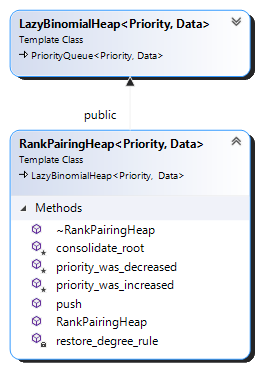 LazyBinomialHeap<Priority, Data>
Template Class
PriorityQueue<Priority, Data>
public
RankPairingHeap<Priority, Data>
Template Class
LazyBinomialHeap<Priority, Data>
Methods
~RankPairingHeap
consolidate_root
priority_was_decreased
priority_was_increased
push
RankPairingHeap
restore_degree_rule